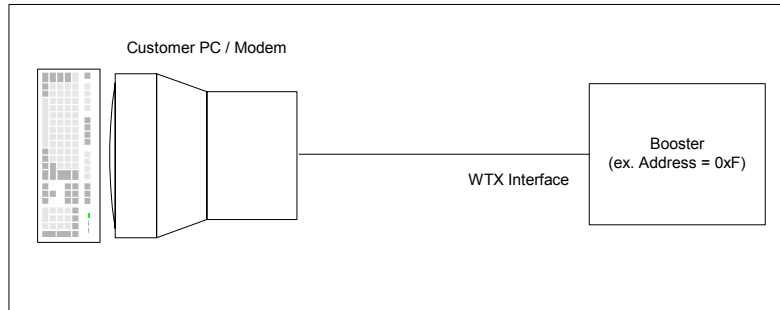 Customer PC / Modem
Booster
(ex. Address = 0xF)
WTX Interface